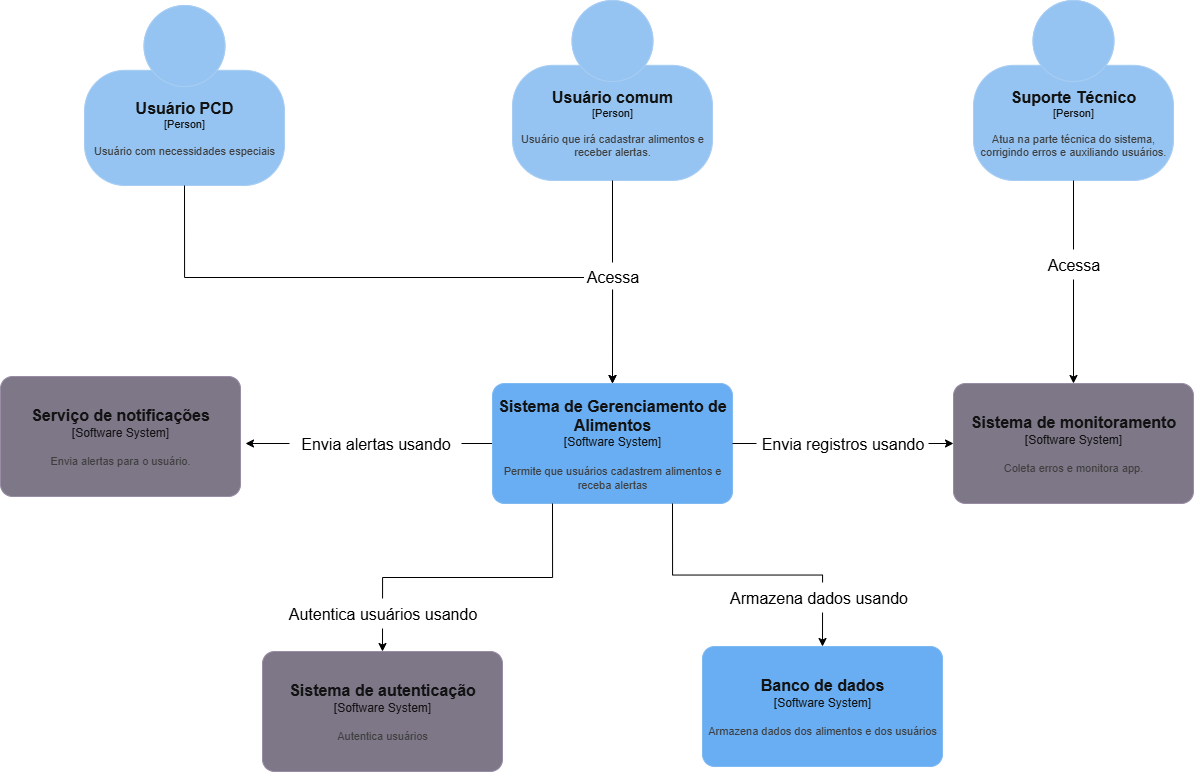 Usuário PCD
[Person]
Usuário com necessidades especiais
Usuário comum
[Person]
Usuário que irá cadastrar alimentos e
receber alertas.
Suporte Técnico
[Person]
Atua na parte técnica do sistema,
corrigindo erros e auxiliando usuários.
Acessa
Acessa
Serviço de notificações
[Software System]
Envia alertas para o usuário.
Envia alertas usando
Sistema de Gerenciamento de
Alimentos
[Software System]
Permite que usuários cadastrem alimentos e
receba alertas
Envia registros usando
Sistema de monitoramento
[Software System]
Coleta erros e monitora app.
Autentica usuários usando
Armazena dados usando
Sistema de autenticação
[Software System]
Autentica usuários
Banco de dados
[Software System]
Armazena dados dos alimentos e dos usuários